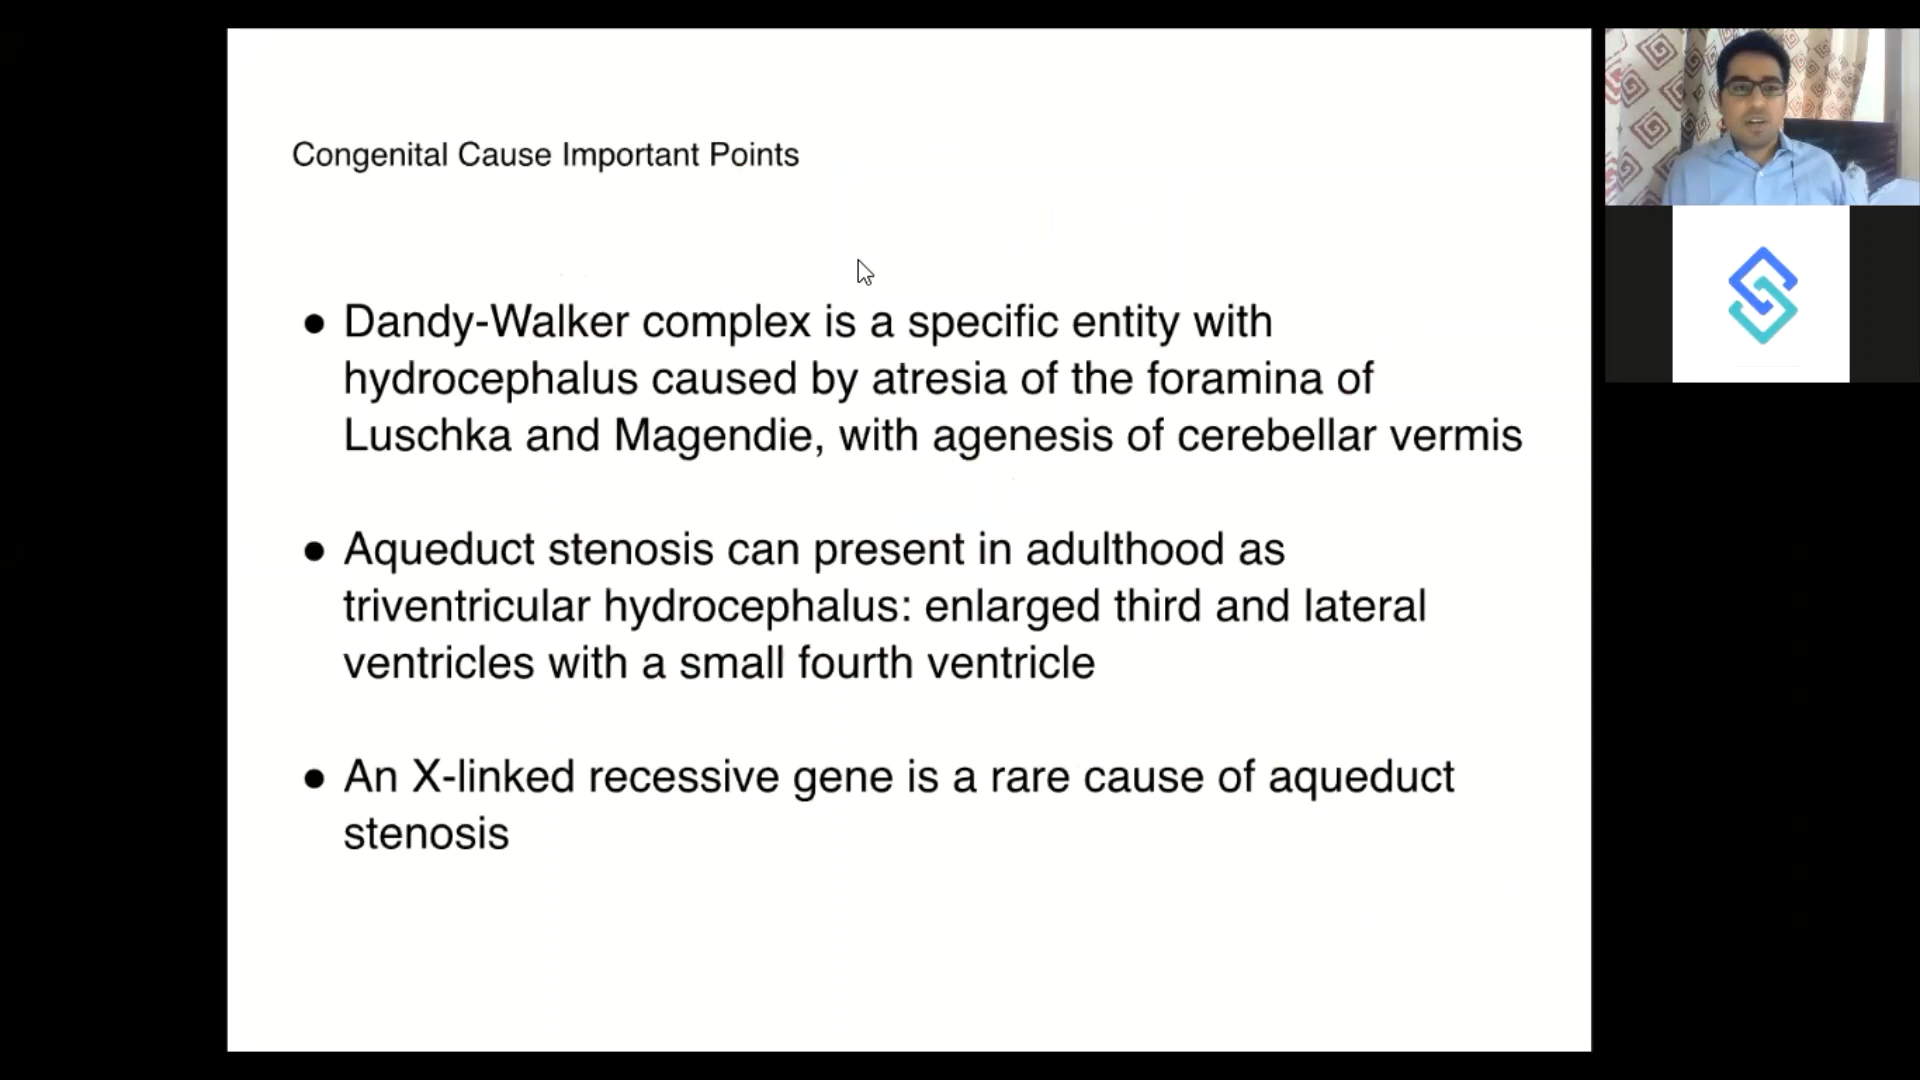 Congenital Cause Important Points
● Dandy-Walker complex is a specific entity with
hydrocephalus caused by atresia of the foramina of
Luschka and Magendie, with agenesis of cerebellar vermis
● Aqueduct stenosis can present in adulthood as
triventricular hydrocephalus: enlarged third and lateral
ventricles with a small fourth ventricle
● An X-linked recessive gene is a rare cause of aqueduct
stenosis